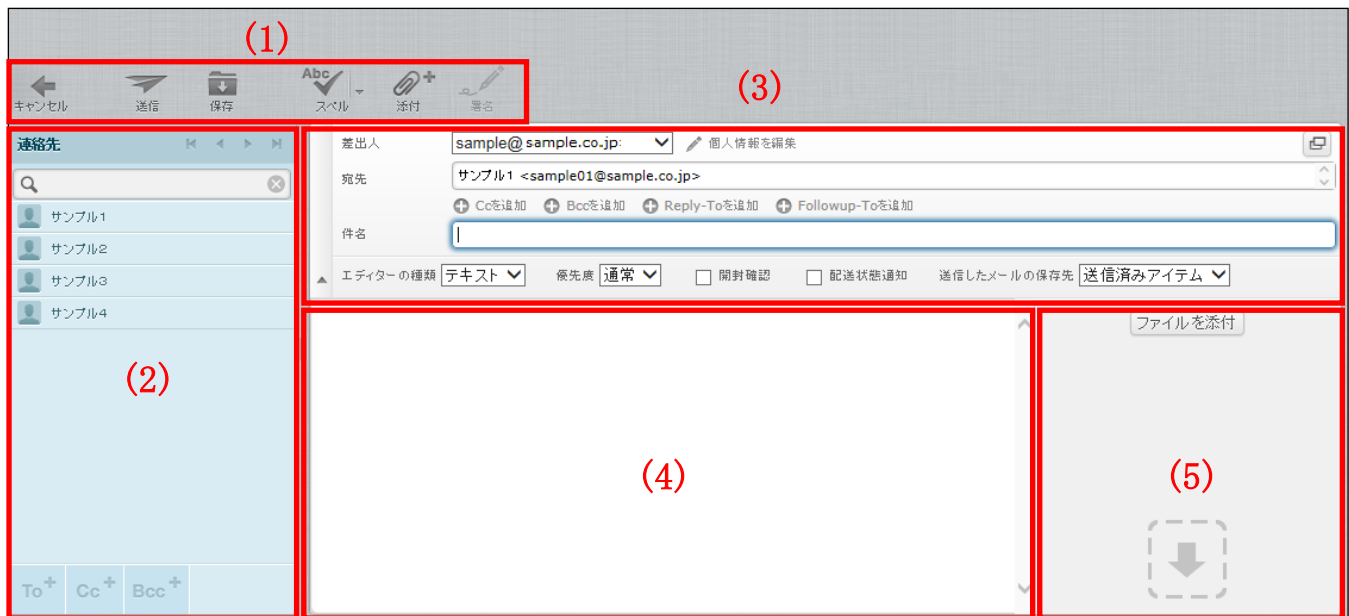 (1)
Abc
キャンセル 送信 保存 スペル 添付 署名
(3)
連絡先
サンプル1
サンプル2
サンプル3
サンプル4
(2)
To+ Cc+ Bcc+
差出人 sample@sample.co.jp: 個人情報を編集
宛先 サンプル1 <sample01@sample.co.jp>
Ccを追加 Bccを追加 Reply-Toを追加 Followup-Toを追加
件名
エディターの種類 テキスト 優先度 通常 開封確認 配送状態通知 送信したメールの保存先 送信済みアイテム
(4)
ファイルを添付
(5)